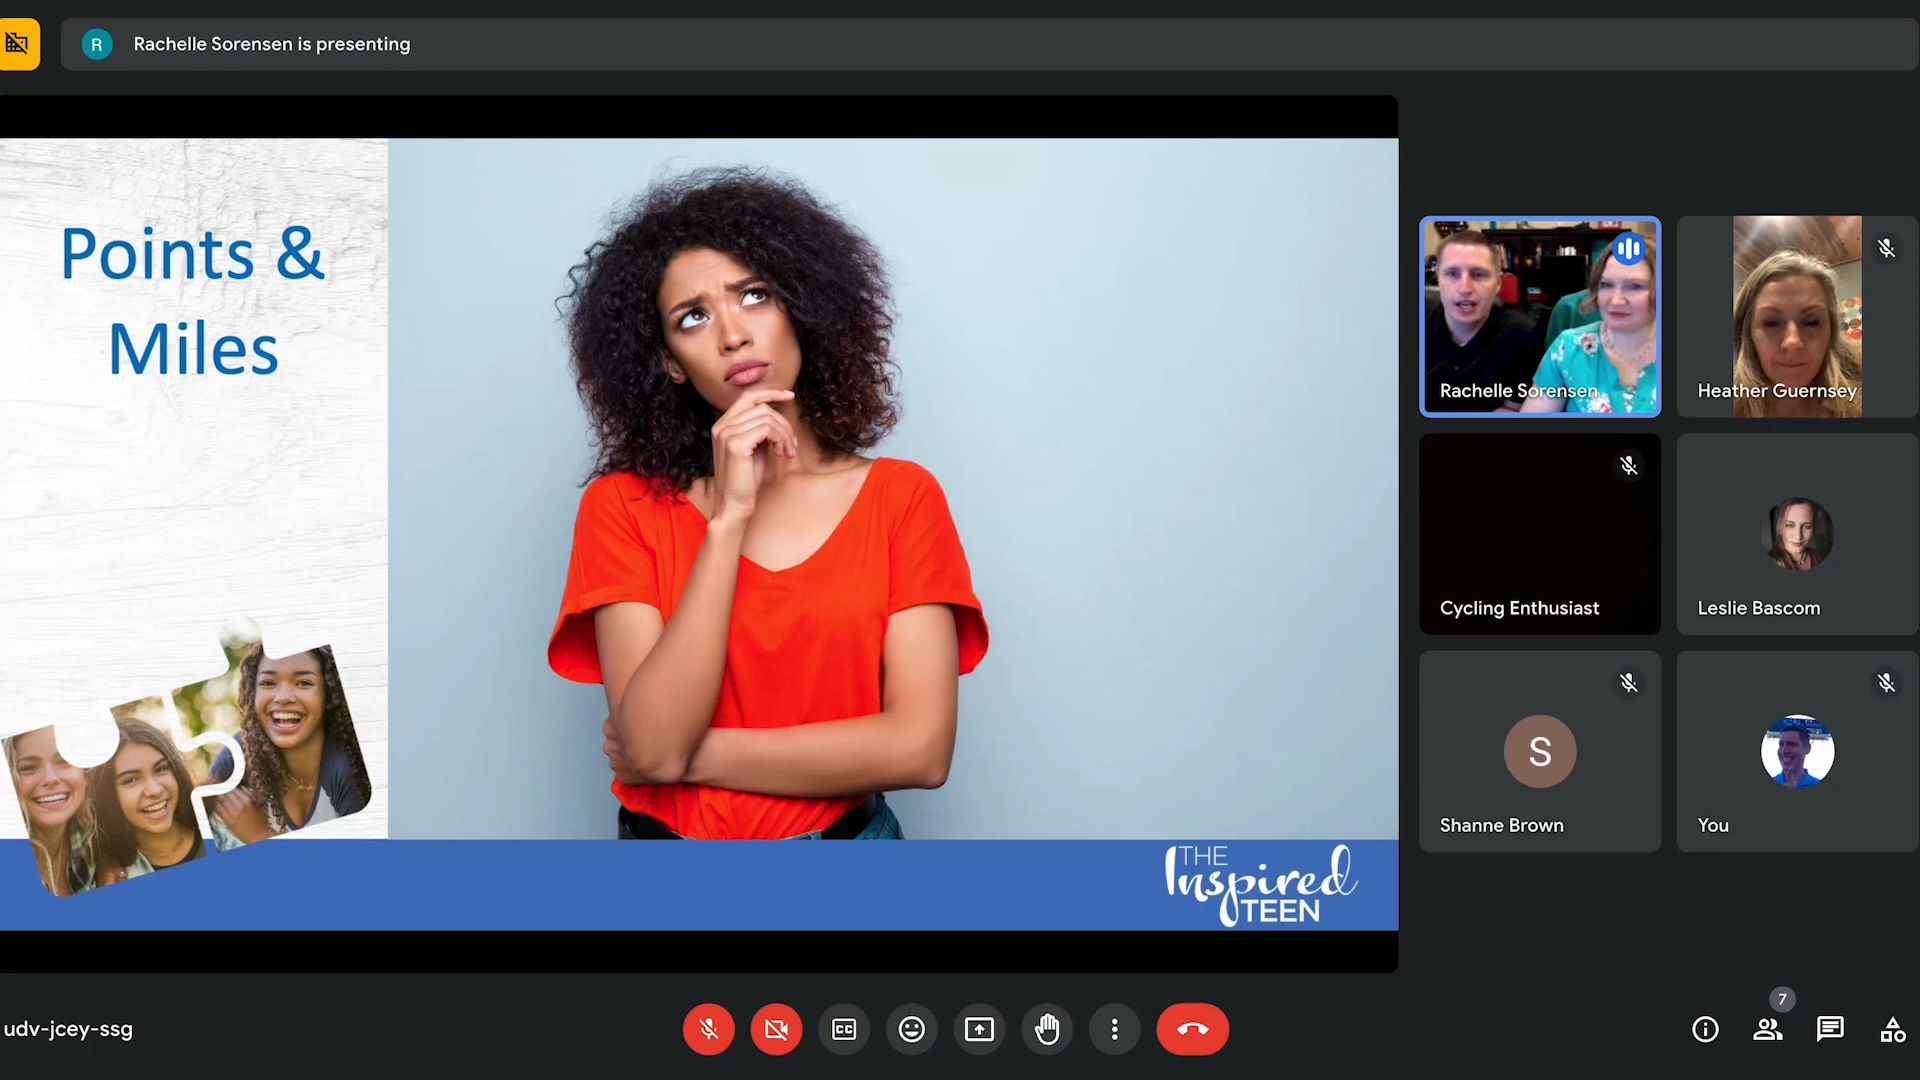 R
Rachelle Sorensen is presenting
Points &
Miles
THE
Inspired
TEEN
Rachelle Sorensen
Heather Guernsey
Cycling Enthusiast
Leslie Bascom
S
Shanne Brown
You
udv-jcey-ssg
CC
7